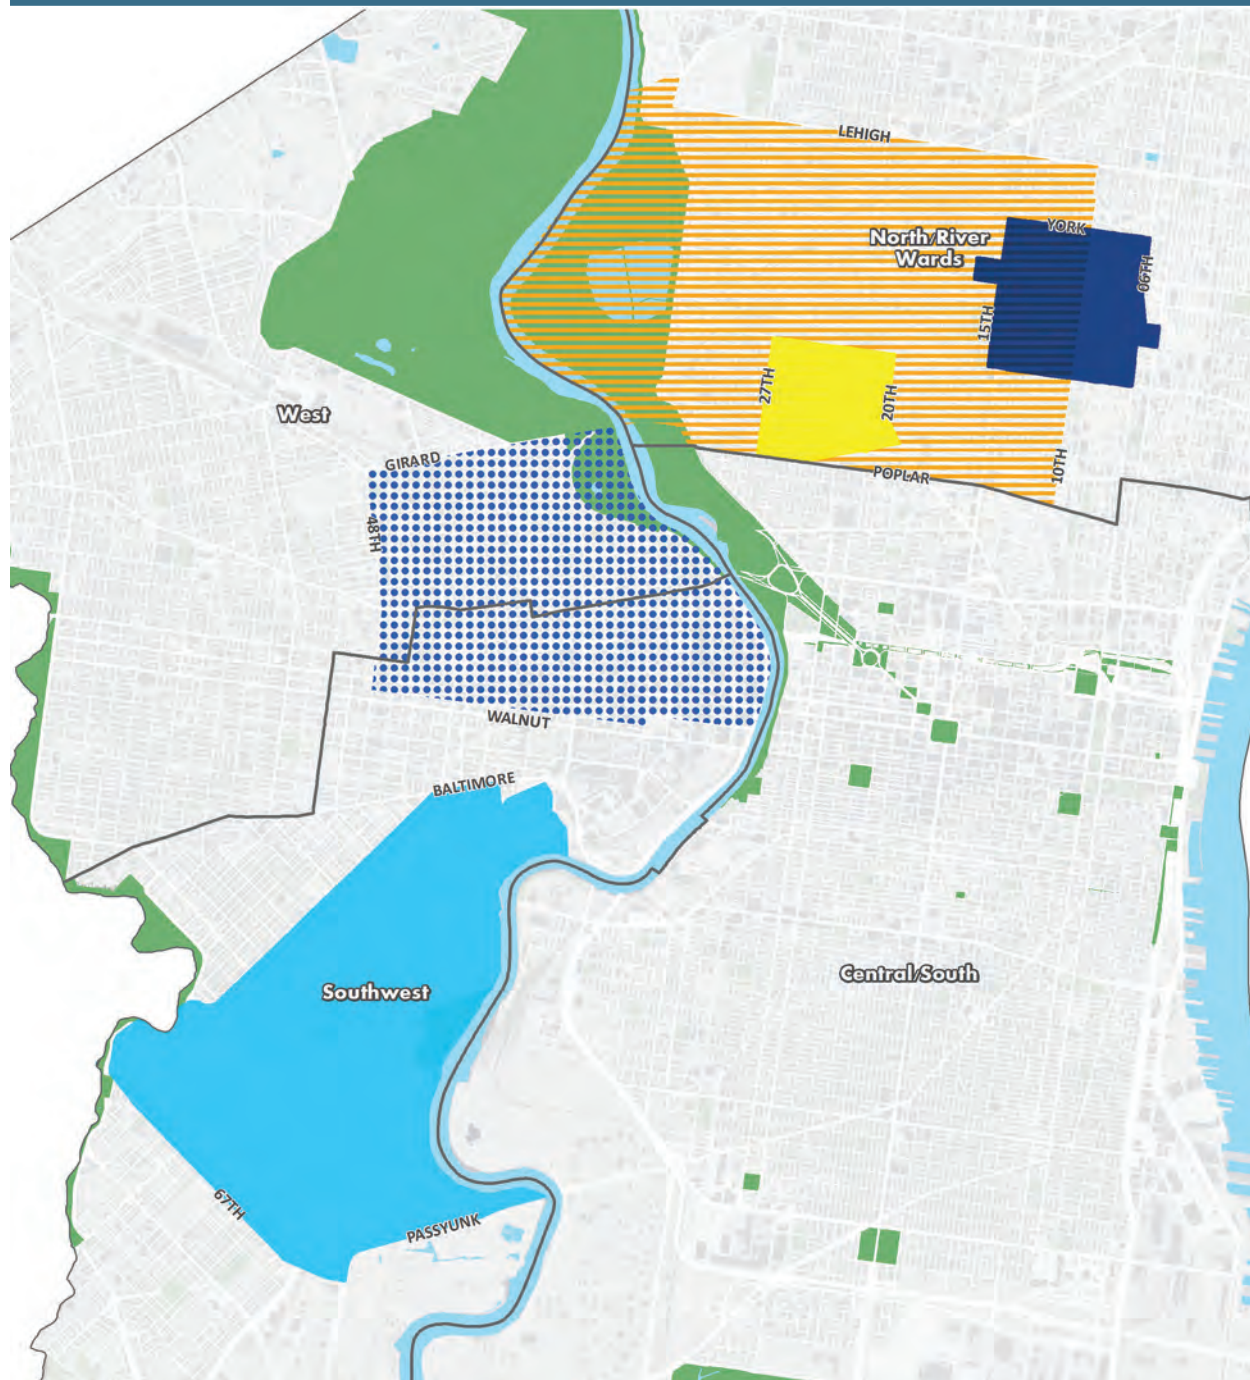 LEHIGH
North/River
Wards
YORK
06TH
15TH
27TH
20TH
West
GIRARD
10TH
POPLAR
48TH
WALNUT
BALTIMORE
Central/South
Southwest
67TH
PASSYUNK